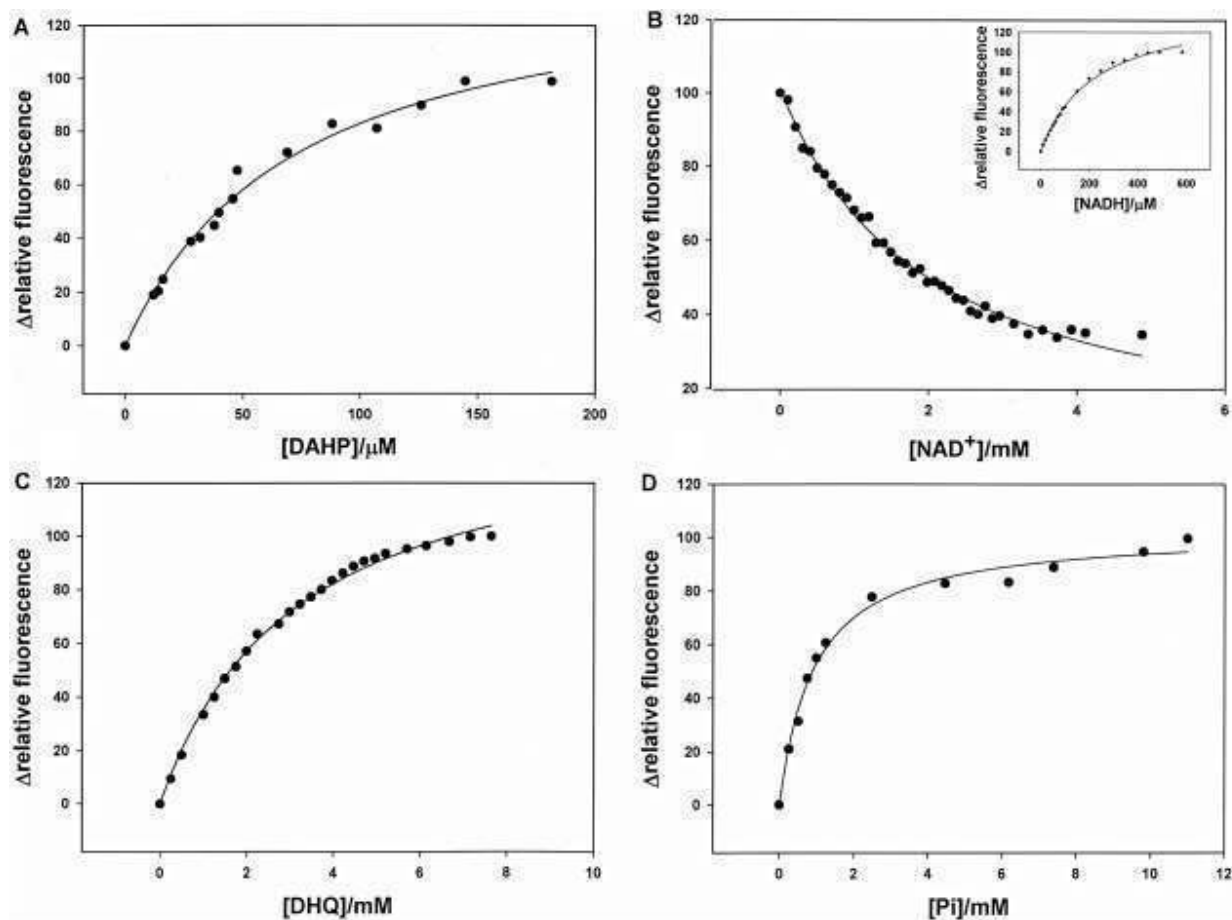 A
120
100
80
60
40
20
0
Δrelative fluorescence
0 50 100 150 200
[DAHP]/μM
B
120
100
80
60
40
20
Δrelative fluorescence
0 2 4 6
[NAD+]/mM
120
100
80
60
40
20
0
Δrelative fluorescence
0 200 400 600
[NADH]/μM
C
120
100
80
60
40
20
0
Δrelative fluorescence
0 2 4 6 8 10
[DHQ]/mM
D
120
100
80
60
40
20
0
Δrelative fluorescence
0 2 4 6 8 10 12
[Pi]/mM